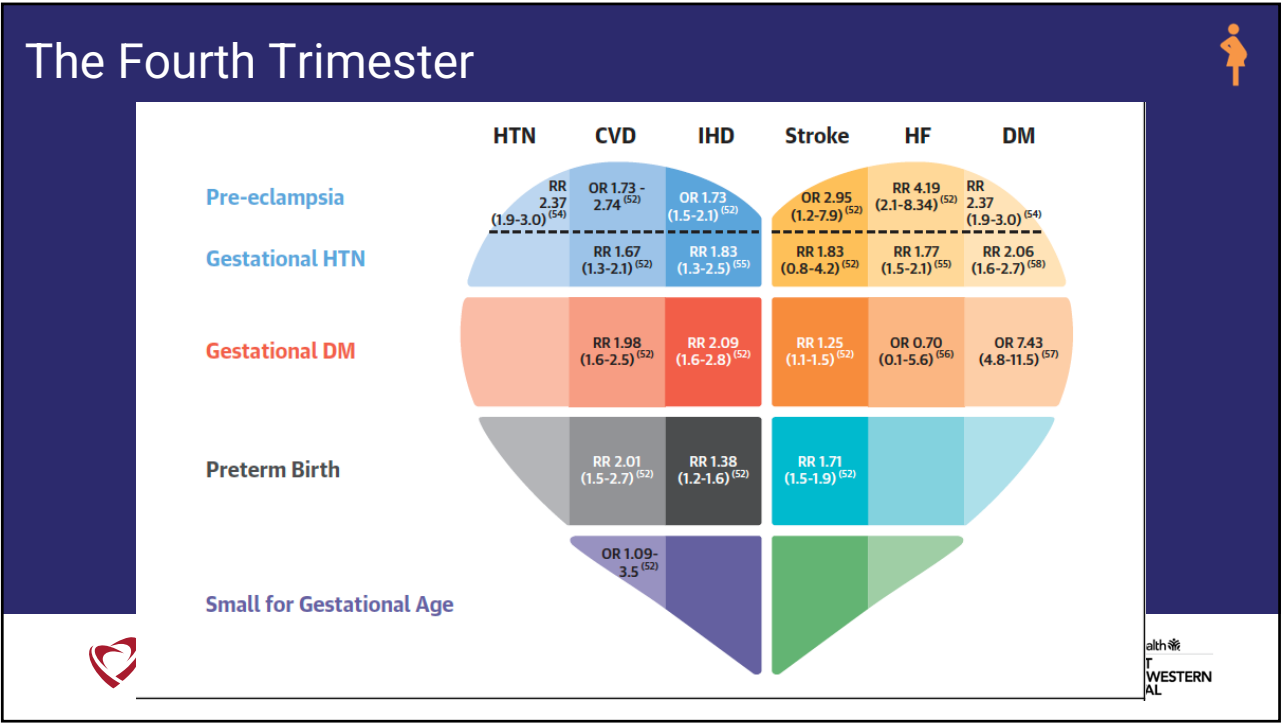 The Fourth Trimester
HTN CVD IHD Stroke HF DM
Pre-eclampsia
RR
2.37
(1.9-3.0) (54)
OR 1.73 -
2.74 (52)
OR 1.73
(1.5-2.1) (52)
OR 2.95
(1.2-7.9) (52)
RR 4.19
(2.1-8.34) (52)
RR
2.37
(1.9-3.0) (54)
Gestational HTN
RR 1.67
(1.3-2.1) (52)
RR 1.83
(1.3-2.5) (55)
RR 1.83
(0.8-4.2) (52)
RR 1.77
(1.5-2.1) (55)
RR 2.06
(1.6-2.7) (58)
Gestational DM
RR 1.98
(1.6-2.5) (52)
RR 2.09
(1.6-2.8) (52)
RR 1.25
(1.1-1.5) (52)
OR 0.70
(0.1-5.6) (56)
OR 7.43
(4.8-11.5) (57)
Preterm Birth
RR 2.01
(1.5-2.7) (52)
RR 1.38
(1.2-1.6) (52)
RR 1.71
(1.5-1.9) (52)
Small for Gestational Age
OR 1.09-
3.5 (52)
alth
T
WESTERN
AL